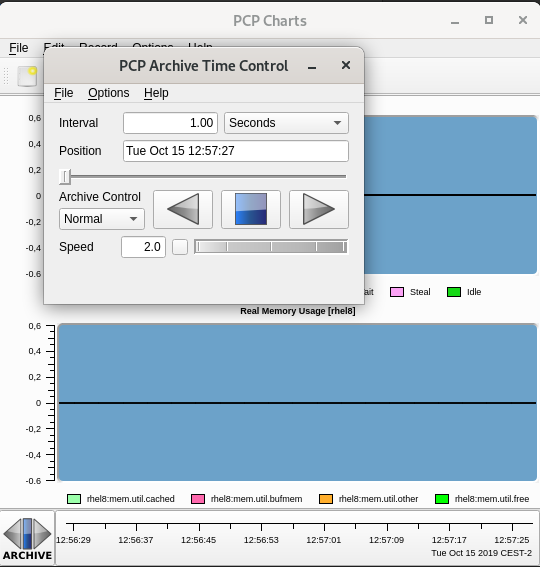 PCP Charts
File Edit Record Options Help
PCP Archive Time Control
File Options Help
Interval 1.00 Seconds
Position Tue Oct 15 12:57:27
Archive Control
Normal
Speed 2.0
0,6
0,4
0,2
0
-0,2
-0,4
-0.6
Steal Idle
Real Memory Usage [rhel8]
0,6
0,4
0,2
0
-0,2
-0,4
-0.6
rhel8:mem.util.cached rhel8:mem.util.bufmem rhel8:mem.util.other rhel8:mem.util.free
12:56:29 12:56:37 12:56:45 12:56:53 12:57:01 12:57:09 12:57:17 12:57:25
ARCHIVE
Tue Oct 15 2019 CEST-2